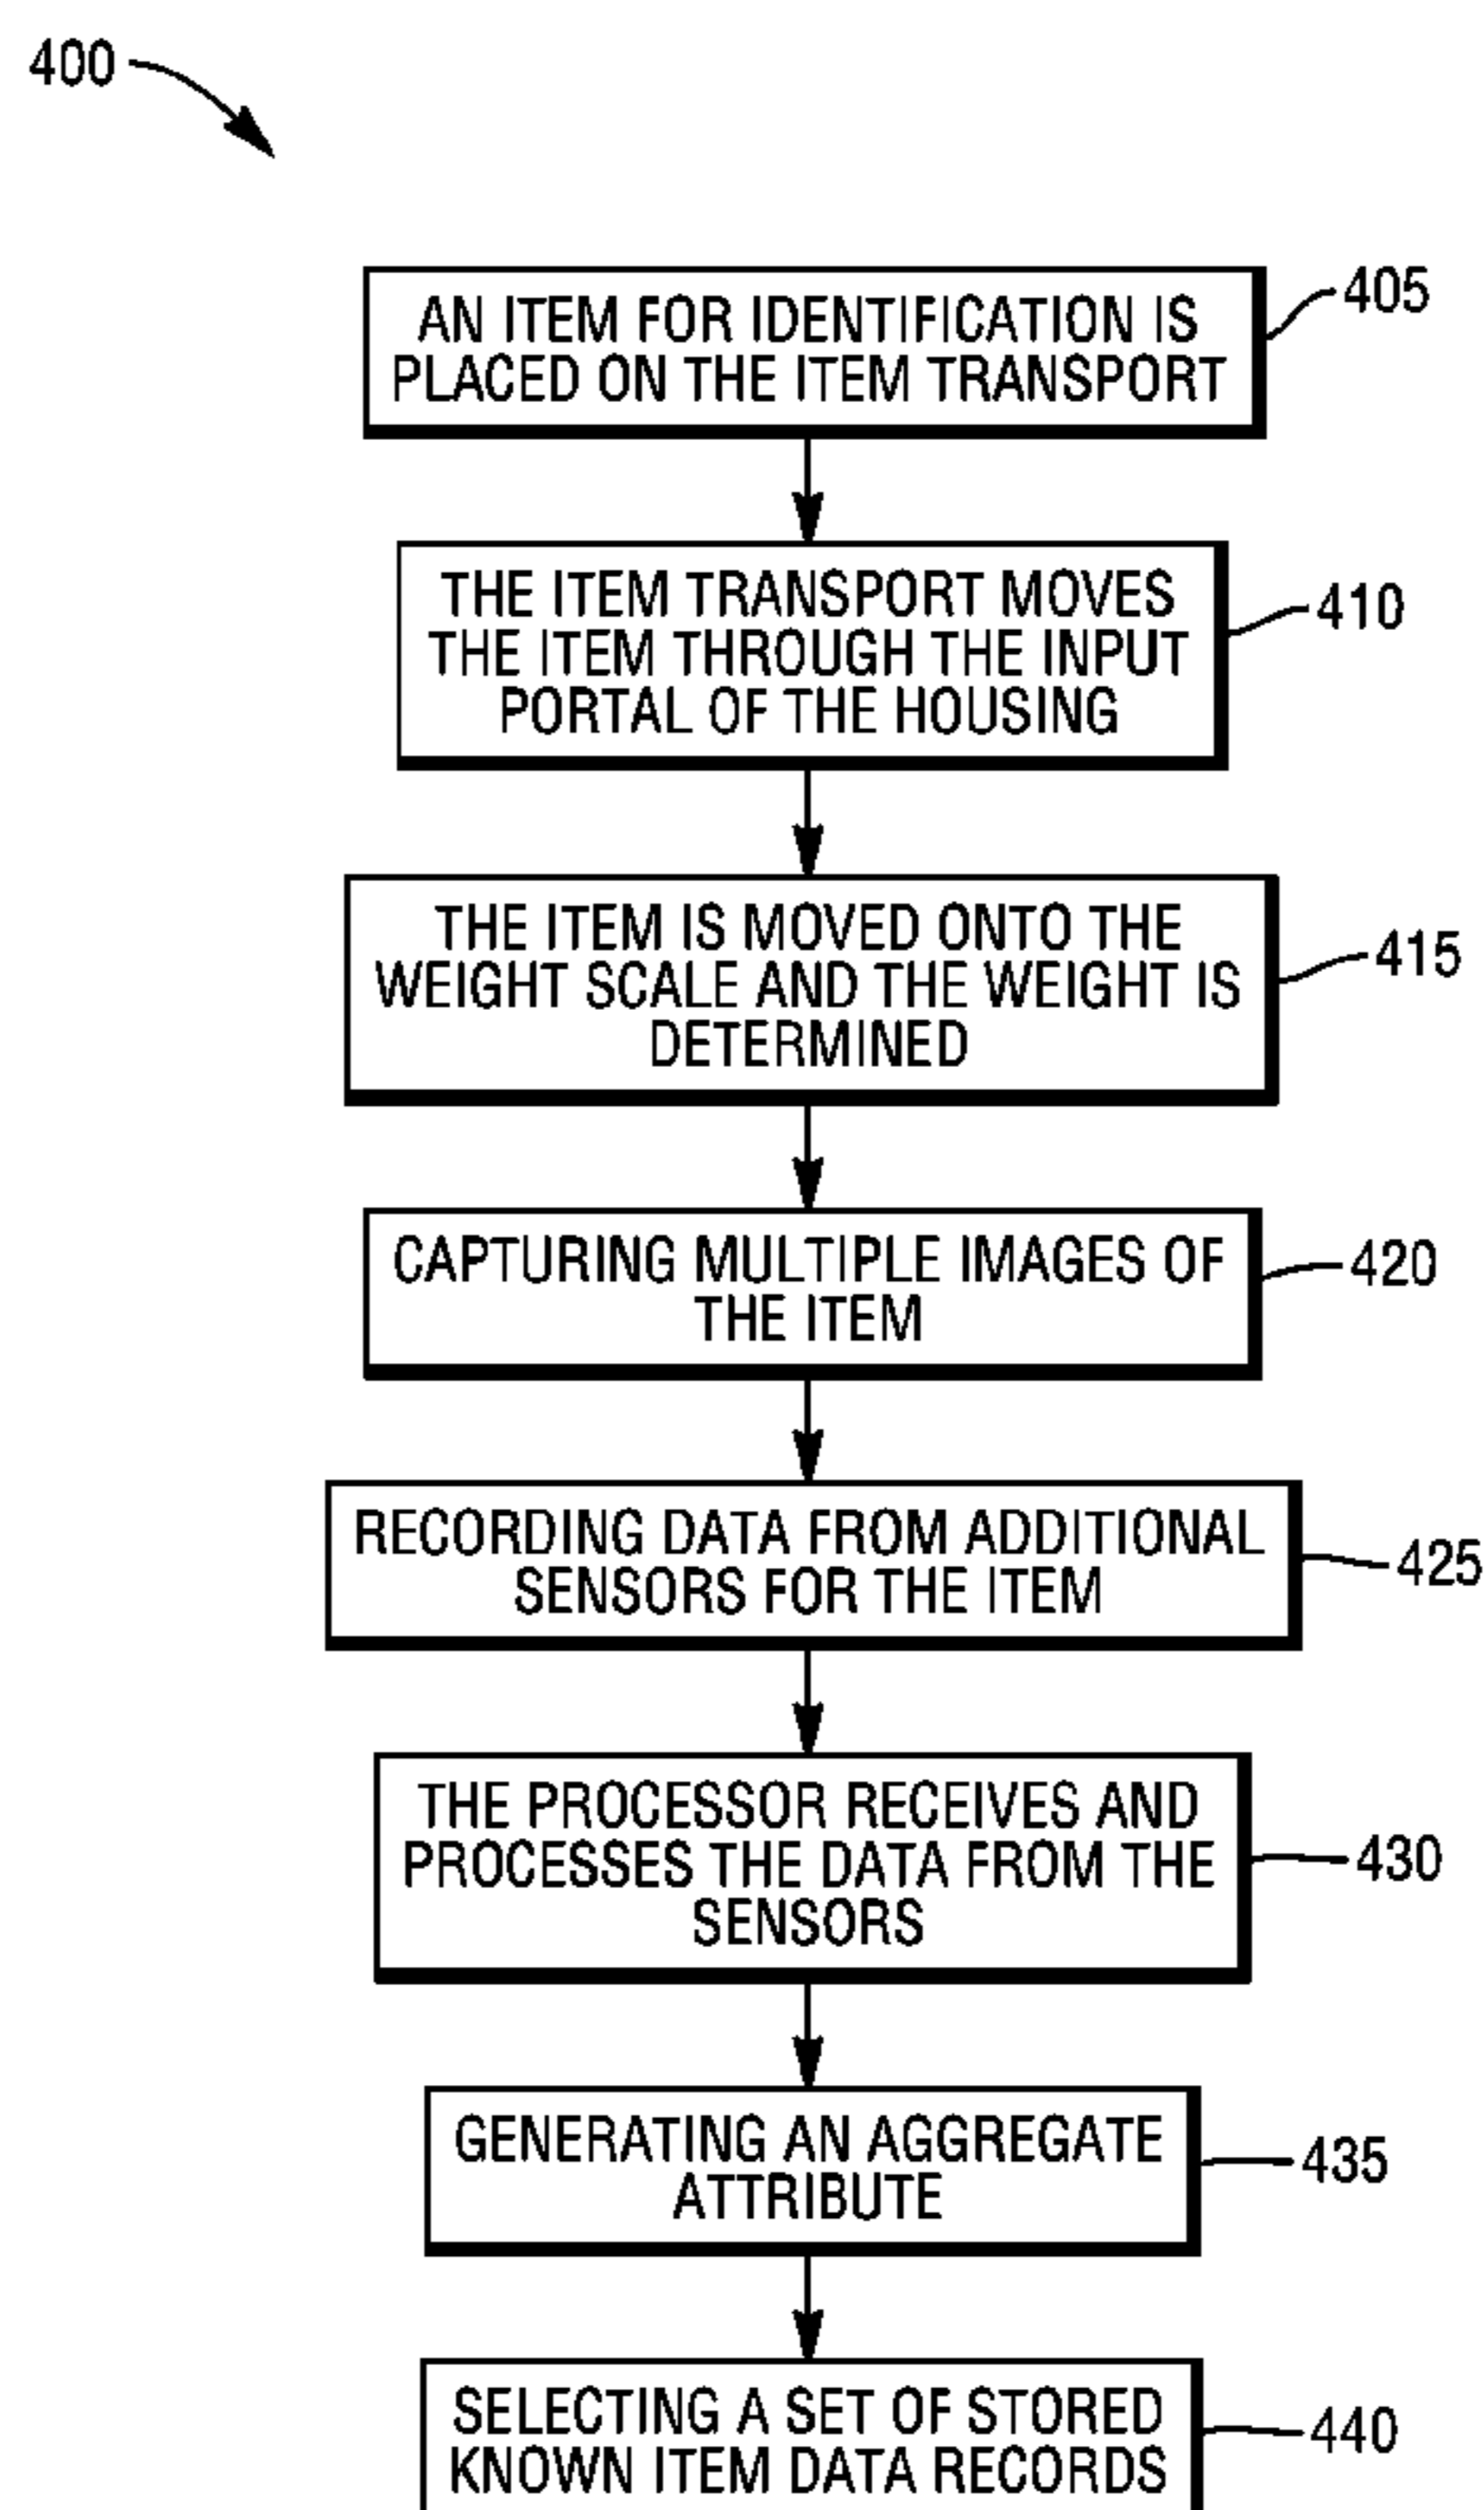 400
AN ITEM FOR IDENTIFICATION IS
PLACED ON THE ITEM TRANSPORT
405
THE ITEM TRANSPORT MOVES
THE ITEM THROUGH THE INPUT
PORTAL OF THE HOUSING
410
THE ITEM IS MOVED ONTO THE
WEIGHT SCALE AND THE WEIGHT IS
DETERMINED
415
CAPTURING MULTIPLE IMAGES OF
THE ITEM
420
RECORDING DATA FROM ADDITIONAL
SENSORS FOR THE ITEM
425
THE PROCESSOR RECEIVES AND
PROCESSES THE DATA FROM THE
SENSORS
430
GENERATING AN AGGREGATE
ATTRIBUTE
435
SELECTING A SET OF STORED
KNOWN ITEM DATA RECORDS
440